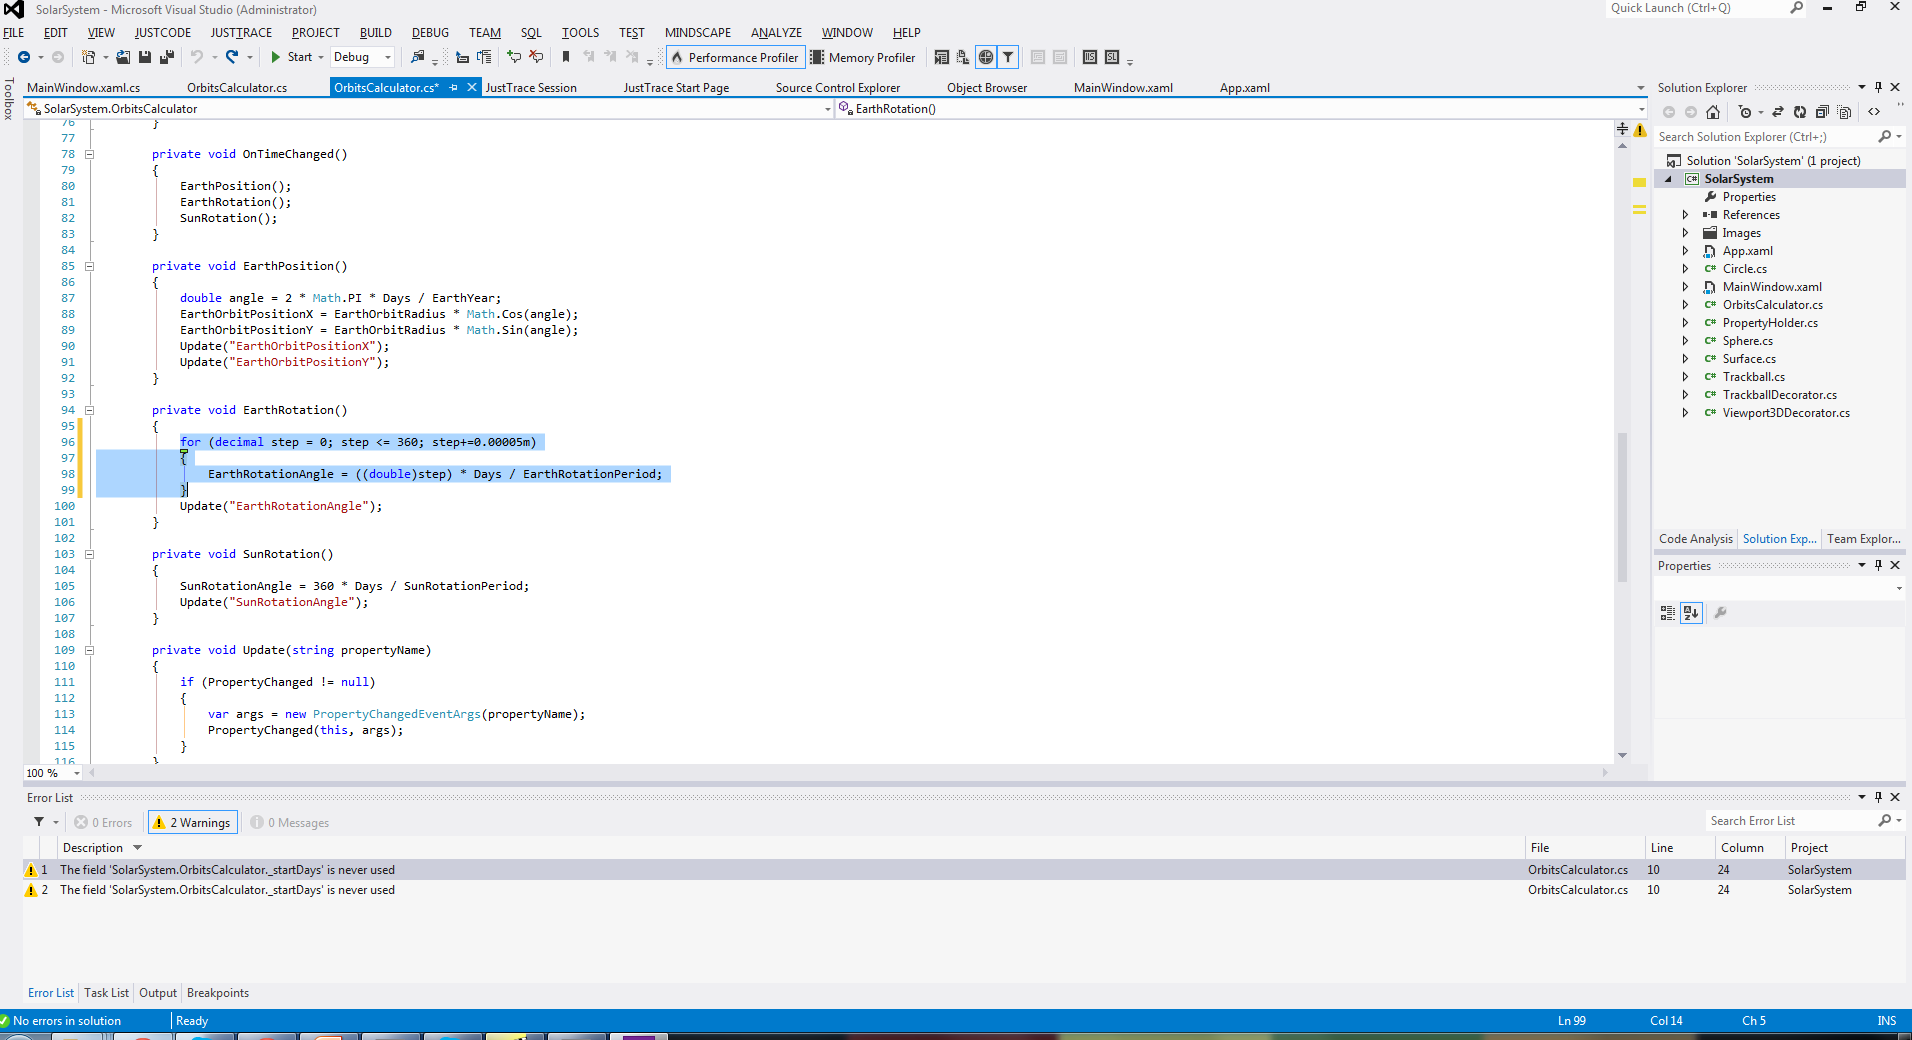 SolarSystem - Microsoft Visual Studio (Administrator)
Quick Launch (Ctrl+Q)
FILE EDIT VIEW JUSTCODE JUSTTRACE PROJECT BUILD DEBUG TEAM SQL TOOLS TEST MINDSCAPE ANALYZE WINDOW HELP
Start Debug Performance Profiler Memory Profiler
Toolbox
MainWindow.xaml.cs OrbitsCalculator.cs OrbitsCalculator.cs* JustTrace Session JustTrace Start Page Source Control Explorer Object Browser MainWindow.xaml App.xaml
SolarSystem.OrbitsCalculator EarthRotation()
76 }
77
78 private void OnTimeChanged()
79 {
80 EarthPosition();
81 EarthRotation();
82 SunRotation();
83 }
84
85 private void EarthPosition()
86 {
87 double angle = 2 * Math.PI * Days / EarthYear;
88 EarthOrbitPositionX = EarthOrbitRadius * Math.Cos(angle);
89 EarthOrbitPositionY = EarthOrbitRadius * Math.Sin(angle);
90 Update("EarthOrbitPositionX");
91 Update("EarthOrbitPositionY");
92 }
93
94 private void EarthRotation()
95 {
96 for (decimal step = 0; step <= 360; step+=0.00005m)
97 {
98 EarthRotationAngle = ((double)step) * Days / EarthRotationPeriod;
99 }
100 Update("EarthRotationAngle");
101 }
102
103 private void SunRotation()
104 {
105 SunRotationAngle = 360 * Days / SunRotationPeriod;
106 Update("SunRotationAngle");
107 }
108
109 private void Update(string propertyName)
110 {
111 if (PropertyChanged != null)
112 {
113 var args = new PropertyChangedEventArgs(propertyName);
114 PropertyChanged(this, args);
115 }
116 }
100 %
Solution Explorer
Search Solution Explorer (Ctrl+;)
Solution 'SolarSystem' (1 project)
C# SolarSystem
Properties
References
Images
App.xaml
C# Circle.cs
MainWindow.xaml
C# OrbitsCalculator.cs
C# PropertyHolder.cs
C# Sphere.cs
C# Surface.cs
C# Trackball.cs
C# TrackballDecorator.cs
C# Viewport3DDecorator.cs
Code Analysis Solution Exp... Team Explor...
Properties
Error List
0 Errors 2 Warnings 0 Messages
Search Error List
Description File Line Column Project
1 The field 'SolarSystem.OrbitsCalculator._startDays' is never used OrbitsCalculator.cs 10 24 SolarSystem
2 The field 'SolarSystem.OrbitsCalculator._startDays' is never used OrbitsCalculator.cs 10 24 SolarSystem
Error List Task List Output Breakpoints
No errors in solution Ready Ln 99 Col 14 Ch 5 INS